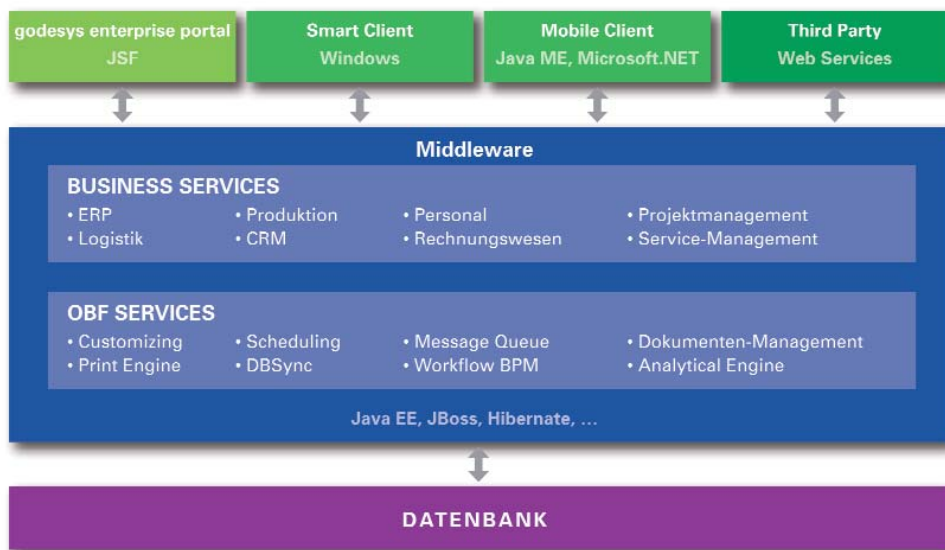 godesys enterprise portal
JSF
Smart Client
Windows
Mobile Client
Java ME, Microsoft.NET
Third Party
Web Services
Middleware
BUSINESS SERVICES
• ERP • Produktion • Personal • Projektmanagement
• Logistik • CRM • Rechnungswesen • Service-Management
OBF SERVICES
• Customizing • Scheduling • Message Queue • Dokumenten-Management
• Print Engine • DBSync • Workflow BPM • Analytical Engine
Java EE, JBoss, Hibernate, ...
DATENBANK